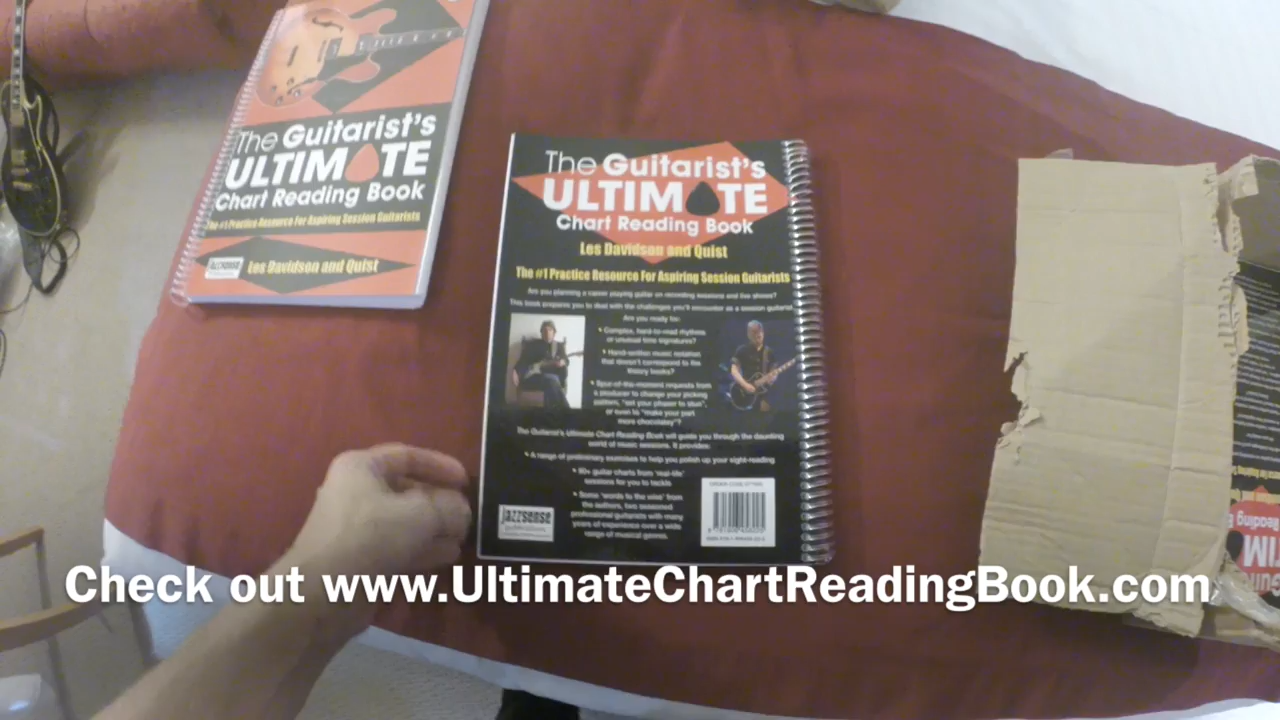 The Guitarist's
ULTIMATE
Chart Reading Book
The #1 Practice Resource For Aspiring Session Guitarists
jazzsense
Les Davidson and Quist
The Guitarist's
ULTIMATE
Chart Reading Book
Les Davidson and Quist
The #1 Practice Resource For Aspiring Session Guitarists
Are you planning a career playing guitar on recording sessions and live shows?
This book prepares you to deal with the challenges you'll encounter as a session guitarist.
Are you ready for:
Complex, hard-to-read rhythms
or unusual time signatures?
Hand-written music notation
that doesn't correspond to the
theory books?
Spur-of-the-moment requests from
a producer to change your picking
pattern, "set your phaser to stun",
or even to "make your part
more chocolatey"?
The Guitarist's Ultimate Chart Reading Book will guide you through the daunting
world of music sessions. It provides:
A range of preliminary exercises to help you polish up your sight-reading
60+ guitar charts from 'real-life'
sessions for you to tackle
Some 'words to the wise' from
the authors, two seasoned
professional guitarists with many
years of experience over a wide
range of musical genres.
jazzsense
publications
Check out www.UltimateChartReadingBook.com